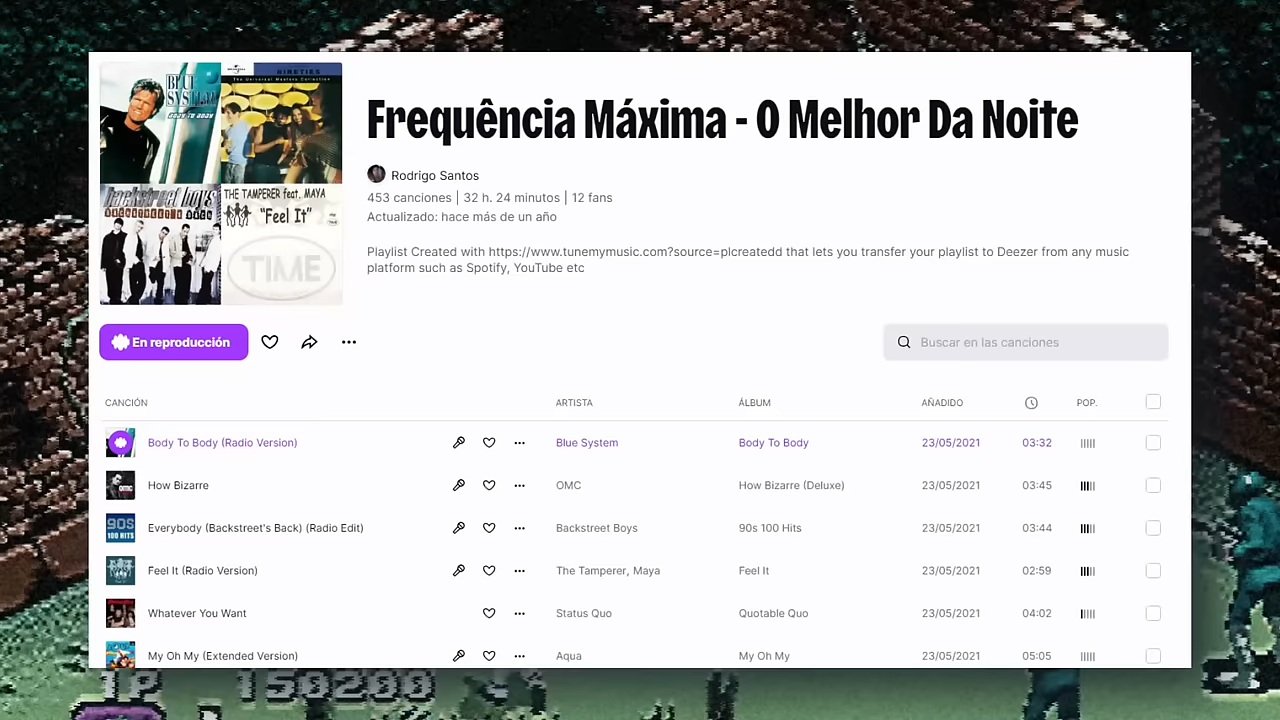 BLUE
SYSTEM
BODY TO BODY
NINETIES
The Universal Masters Collection
backstreet boys
BACKSTREET'S BACK
THE TAMPERER feat. MAYA
"Feel It"
TIME
Frequência Máxima - O Melhor Da Noite
Rodrigo Santos
453 canciones | 32 h. 24 minutos | 12 fans
Actualizado: hace más de un año
Playlist Created with https://www.tunemymusic.com?source=plcreatedd that lets you transfer your playlist to Deezer from any music
platform such as Spotify, YouTube etc
En reproducción
Buscar en las canciones
CANCIÓN ARTISTA ÁLBUM AÑADIDO POP.
Body To Body (Radio Version) Blue System Body To Body 23/05/2021 03:32
How Bizarre OMC How Bizarre (Deluxe) 23/05/2021 03:45
90S
100 HITS
Everybody (Backstreet's Back) (Radio Edit) Backstreet Boys 90s 100 Hits 23/05/2021 03:44
Feel It (Radio Version) The Tamperer, Maya Feel It 23/05/2021 02:59
Whatever You Want Status Quo Quotable Quo 23/05/2021 04:02
My Oh My (Extended Version) Aqua My Oh My 23/05/2021 05:05
1P 150200